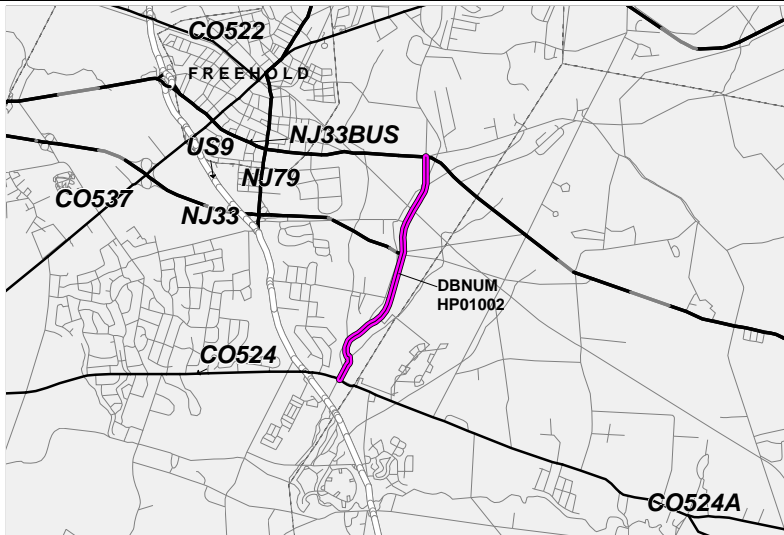 CO522
FREEHOLD
NJ33BUS
US9
NJ79
CO537
NJ33
DBNUM
HP01002
CO524
CO524A